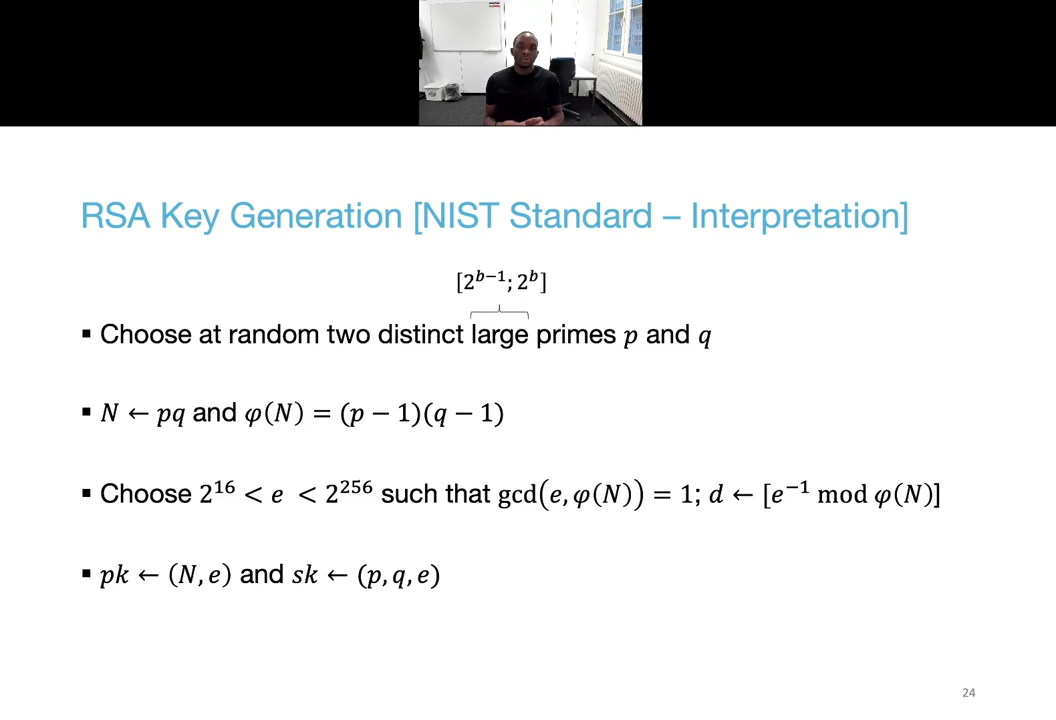 RSA Key Generation [NIST Standard – Interpretation]
[2^{b−1}; 2^b]
▪ Choose at random two distinct large primes p and q
▪ N ← pq and φ(N) = (p − 1)(q − 1)
▪ Choose 2^{16} < e < 2^{256} such that gcd(e, φ(N)) = 1; d ← [e^{−1} mod φ(N)]
▪ pk ← (N, e) and sk ← (p, q, e)
24